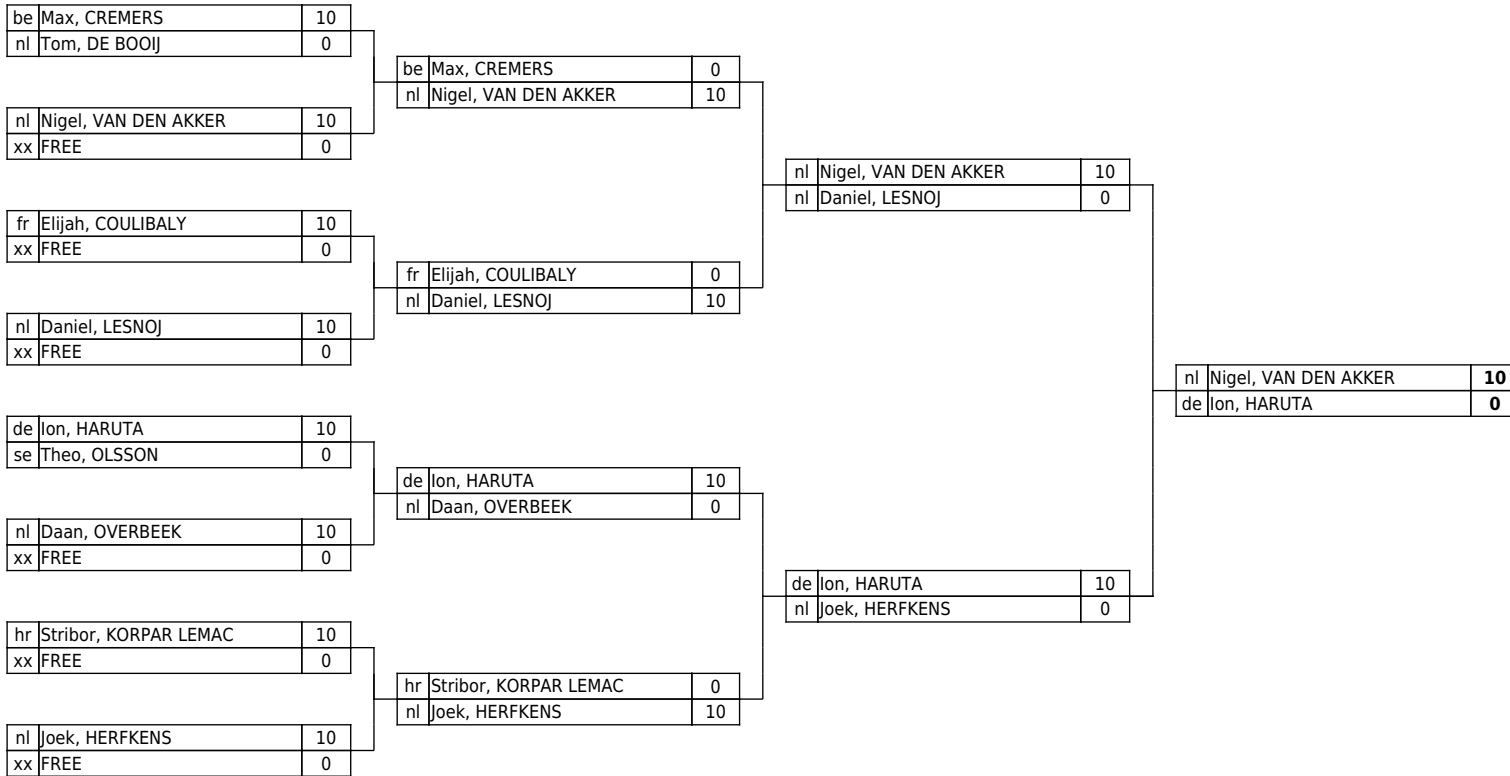 be Max, CREMERS 10
nl Tom, DE BOOIJ 0
be Max, CREMERS 0
nl Nigel, VAN DEN AKKER 10
nl Nigel, VAN DEN AKKER 10
xx FREE 0
nl Nigel, VAN DEN AKKER 10
nl Daniel, LESNOJ 0
fr Elijah, COULIBALY 10
xx FREE 0
fr Elijah, COULIBALY 0
nl Daniel, LESNOJ 10
nl Daniel, LESNOJ 10
xx FREE 0
nl Nigel, VAN DEN AKKER 10
de Ion, HARUTA 0
de Ion, HARUTA 10
se Theo, OLSSON 0
de Ion, HARUTA 10
nl Daan, OVERBEEK 0
nl Daan, OVERBEEK 10
xx FREE 0
de Ion, HARUTA 10
nl Joek, HERFKENS 0
hr Stribor, KORPAR LEMAC 10
xx FREE 0
hr Stribor, KORPAR LEMAC 0
nl Joek, HERFKENS 10
nl Joek, HERFKENS 10
xx FREE 0